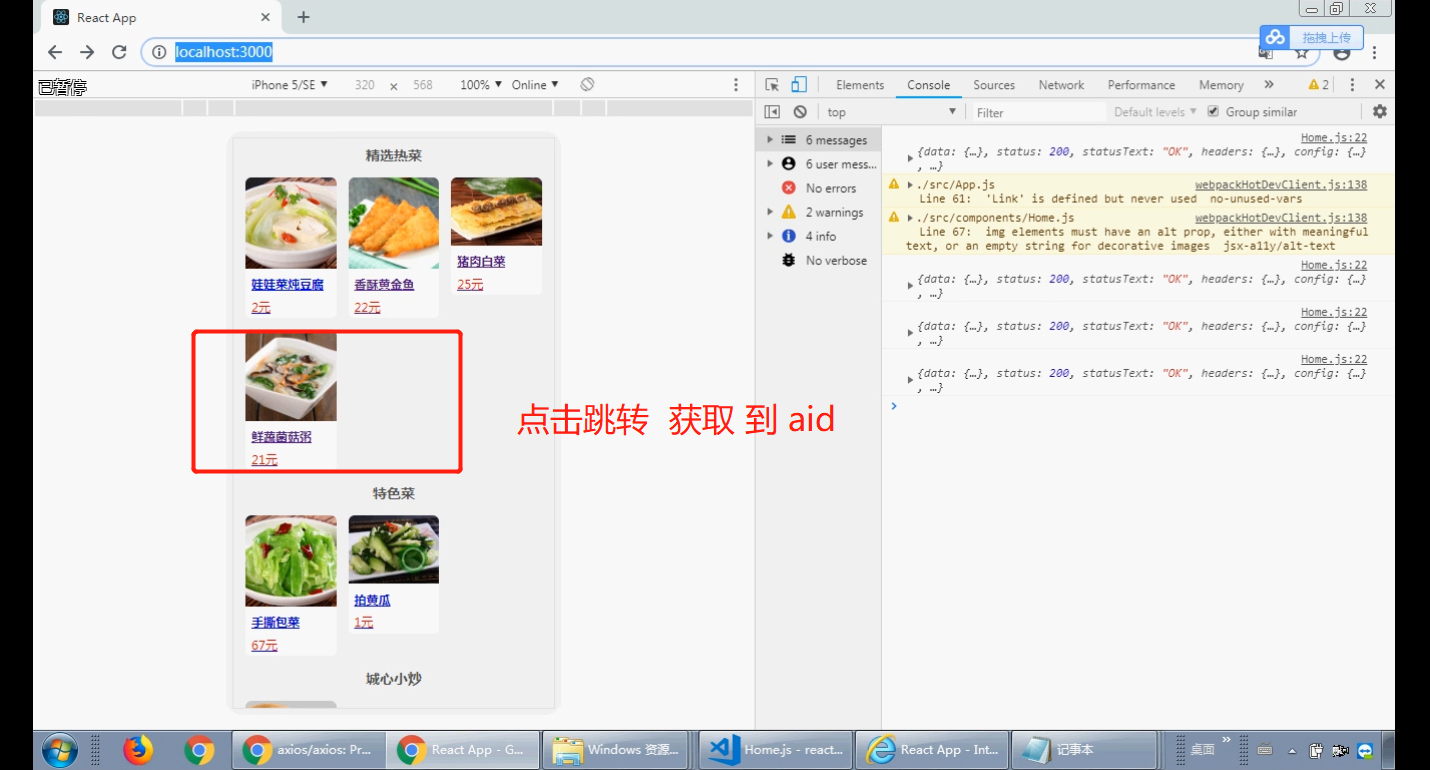 React App
localhost:3000
拖拽上传
已暂停
iPhone 5/SE ▼ 320 × 568 100% ▼ Online ▼
Elements Console Sources Network Performance Memory » 2
top ▼ Filter Default levels ▼ Group similar
精选热菜
娃娃菜炖豆腐
2元
香酥黄金鱼
22元
猪肉白菜
25元
鲜蔬菌菇粥
21元
点击跳转 获取 到 aid
特色菜
手撕包菜
67元
拍黄瓜
1元
城心小炒
6 messages
6 user mess...
No errors
2 warnings
4 info
No verbose
Home.js:22
{data: {…}, status: 200, statusText: "OK", headers: {…}, config: {…}
, …}
./src/App.js webpackHotDevClient.js:138
Line 61: 'Link' is defined but never used no-unused-vars
./src/components/Home.js webpackHotDevClient.js:138
Line 67: img elements must have an alt prop, either with meaningful
text, or an empty string for decorative images jsx-a11y/alt-text
Home.js:22
{data: {…}, status: 200, statusText: "OK", headers: {…}, config: {…}
, …}
Home.js:22
{data: {…}, status: 200, statusText: "OK", headers: {…}, config: {…}
, …}
Home.js:22
{data: {…}, status: 200, statusText: "OK", headers: {…}, config: {…}
, …}
axios/axios: Pr...
React App - G...
Windows 资源...
Home.js - react...
React App - Int...
记事本
桌面 »